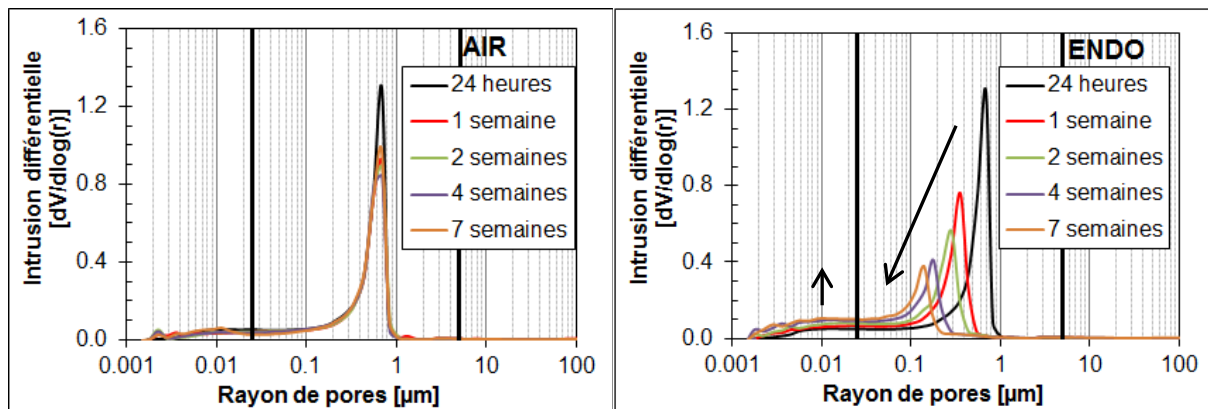 AIR
Intrusion différentielle
[dV/dlog(r)]
1.6
1.2
0.8
0.4
0.0
24 heures
1 semaine
2 semaines
4 semaines
7 semaines
0.001 0.01 0.1 1 10 100
Rayon de pores [µm]
ENDO
Intrusion différentielle
[dV/dlog(r)]
1.6
1.2
0.8
0.4
0.0
24 heures
1 semaine
2 semaines
4 semaines
7 semaines
0.001 0.01 0.1 1 10 100
Rayon de pores [µm]